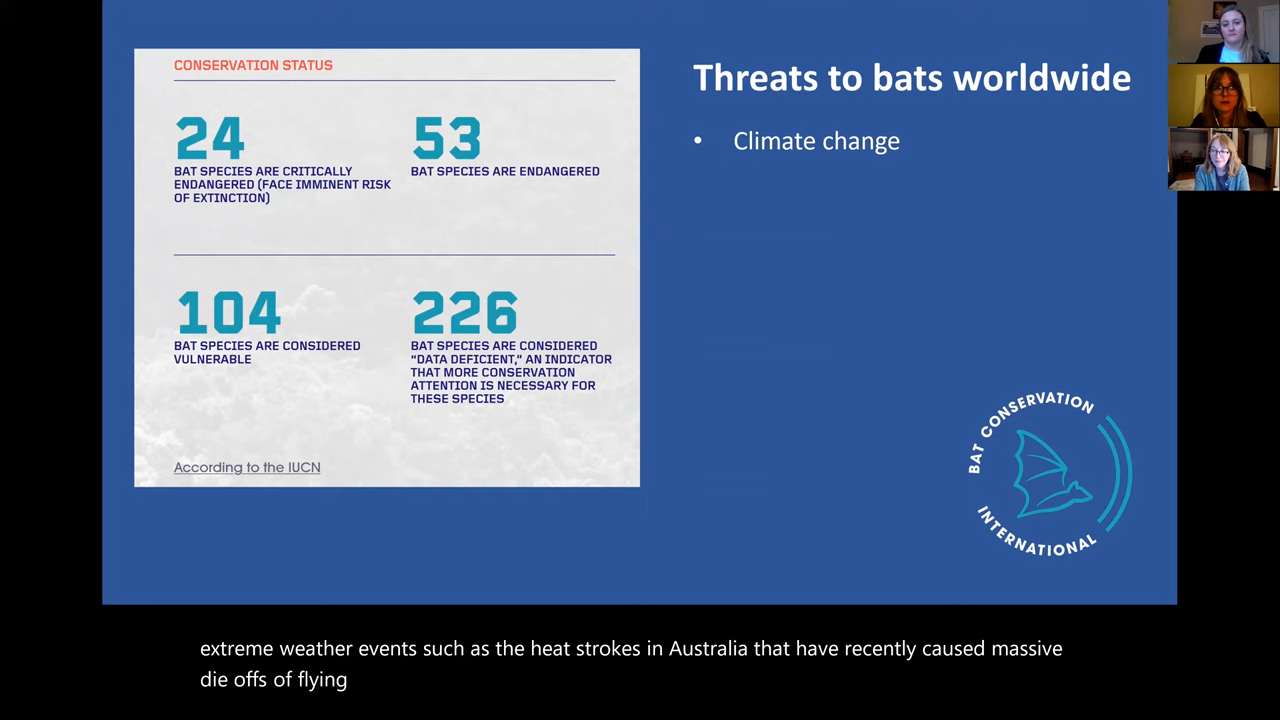 CONSERVATION STATUS
24
BAT SPECIES ARE CRITICALLY
ENDANGERED (FACE IMMINENT RISK
OF EXTINCTION)
53
BAT SPECIES ARE ENDANGERED
104
BAT SPECIES ARE CONSIDERED
VULNERABLE
226
BAT SPECIES ARE CONSIDERED
“DATA DEFICIENT,” AN INDICATOR
THAT MORE CONSERVATION
ATTENTION IS NECESSARY FOR
THESE SPECIES
According to the IUCN
Threats to bats worldwide
• Climate change
BAT CONSERVATION
INTERNATIONAL
extreme weather events such as the heat strokes in Australia that have recently caused massive
die offs of flying